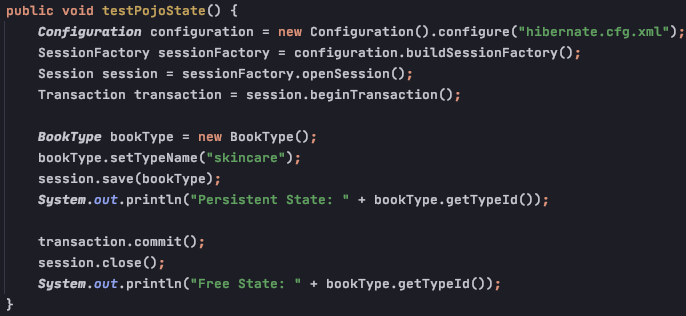 public void testPojoState() {
    Configuration configuration = new Configuration().configure("hibernate.cfg.xml");
    SessionFactory sessionFactory = configuration.buildSessionFactory();
    Session session = sessionFactory.openSession();
    Transaction transaction = session.beginTransaction();

    BookType bookType = new BookType();
    bookType.setTypeName("skincare");
    session.save(bookType);
    System.out.println("Persistent State: " + bookType.getTypeId());

    transaction.commit();
    session.close();
    System.out.println("Free State: " + bookType.getTypeId());
}